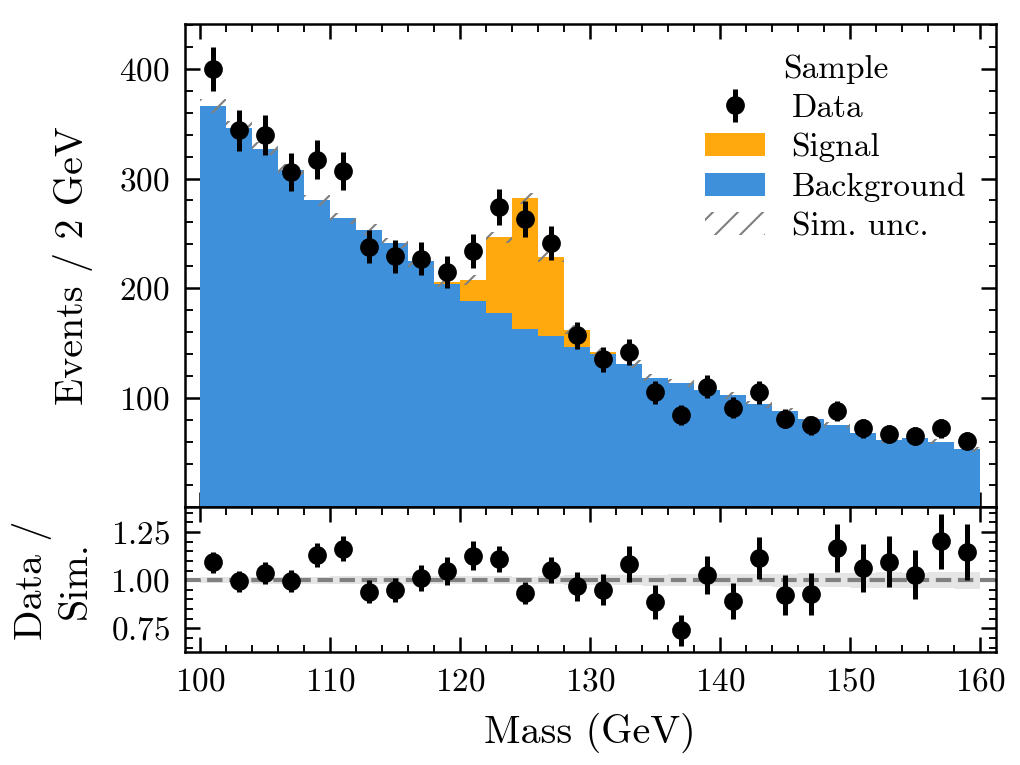 400
300
200
100
Events / 2 GeV
Sample
Data
Signal
Background
Sim. unc.
1.25
1.00
0.75
Data /
Sim.
100 110 120 130 140 150 160
Mass (GeV)